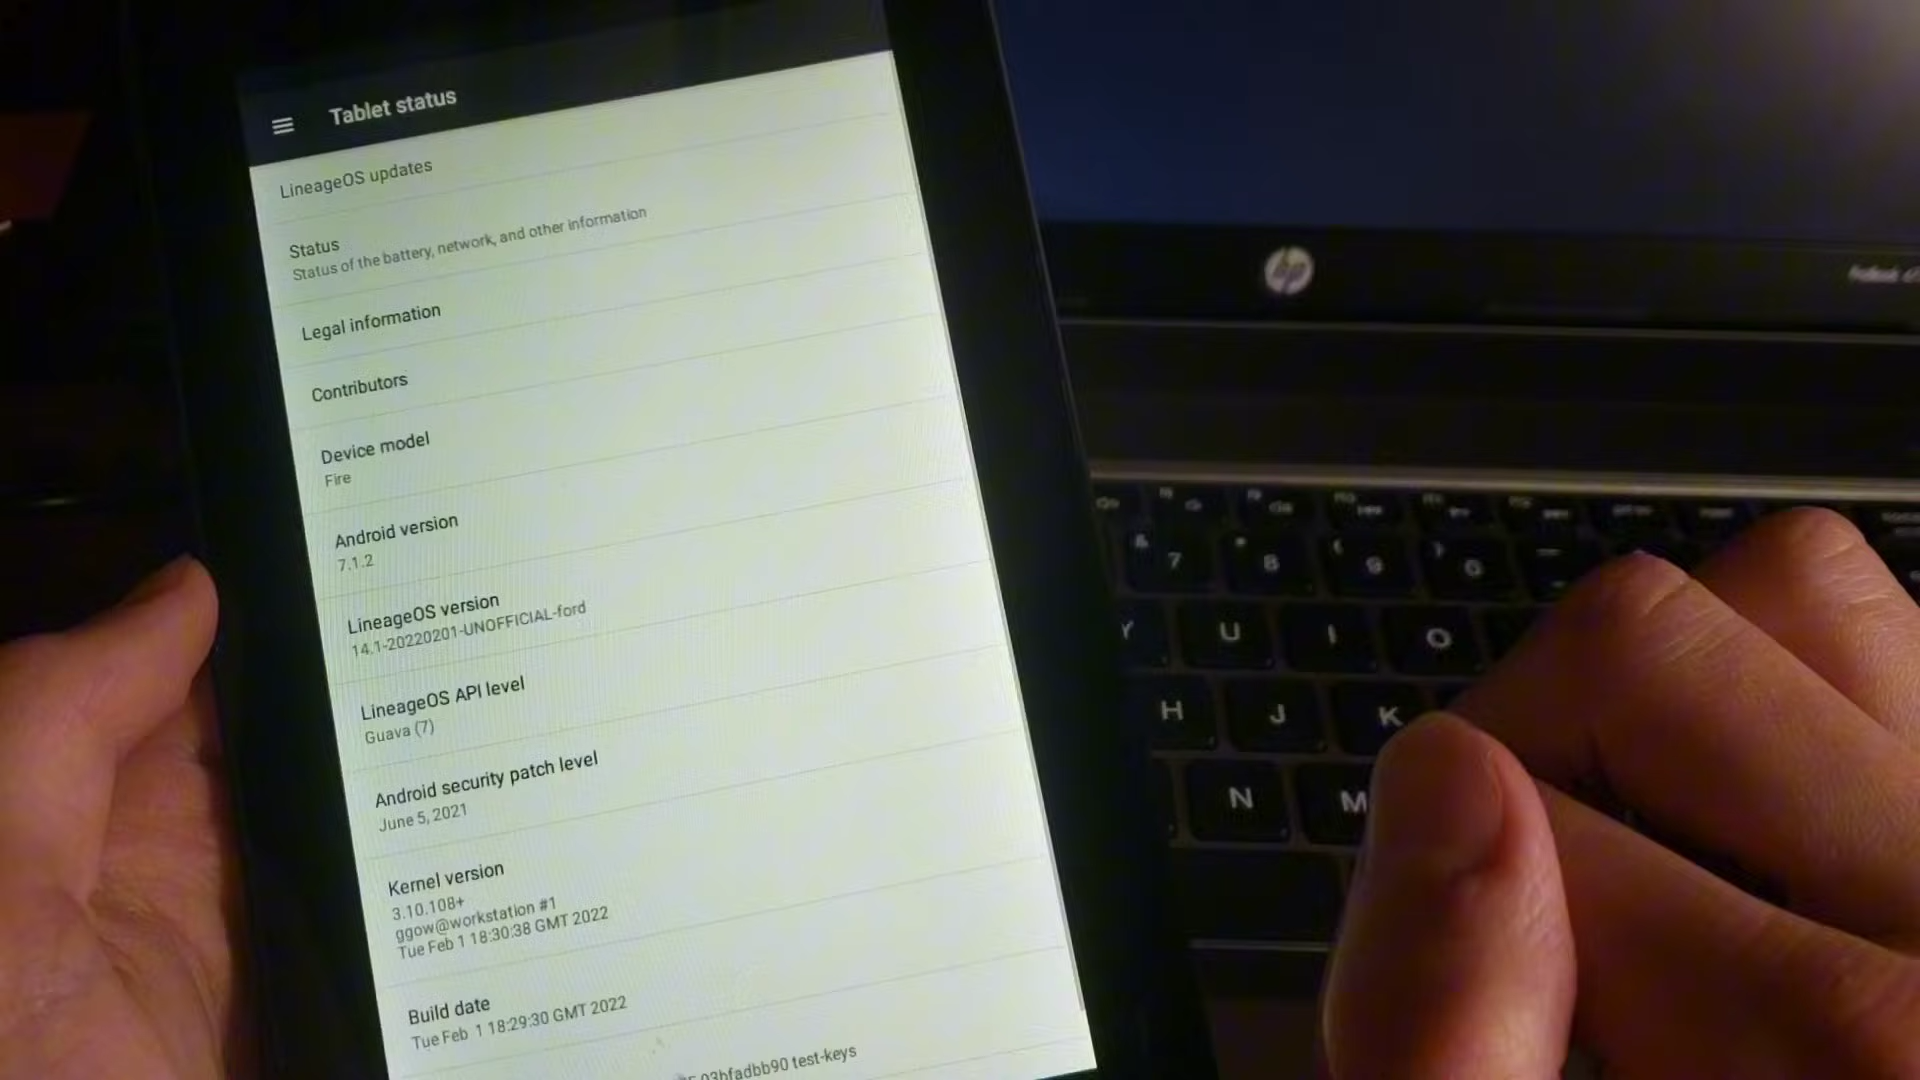 Tablet status
LineageOS updates
Status
Status of the battery, network, and other information
Legal information
Contributors
Device model
Fire
Android version
7.1.2
LineageOS version
14.1-20220201-UNOFFICIAL-ford
LineageOS API level
Guava (7)
Android security patch level
June 5, 2021
Kernel version
3.10.108+
ggow@workstation #1
Tue Feb 1 18:30:38 GMT 2022
Build date
Tue Feb 1 18:29:30 GMT 2022
03bfadbb90 test-keys
hp
& 7 * 8 ( 9 ) 0
Y U I O
H J K
N M